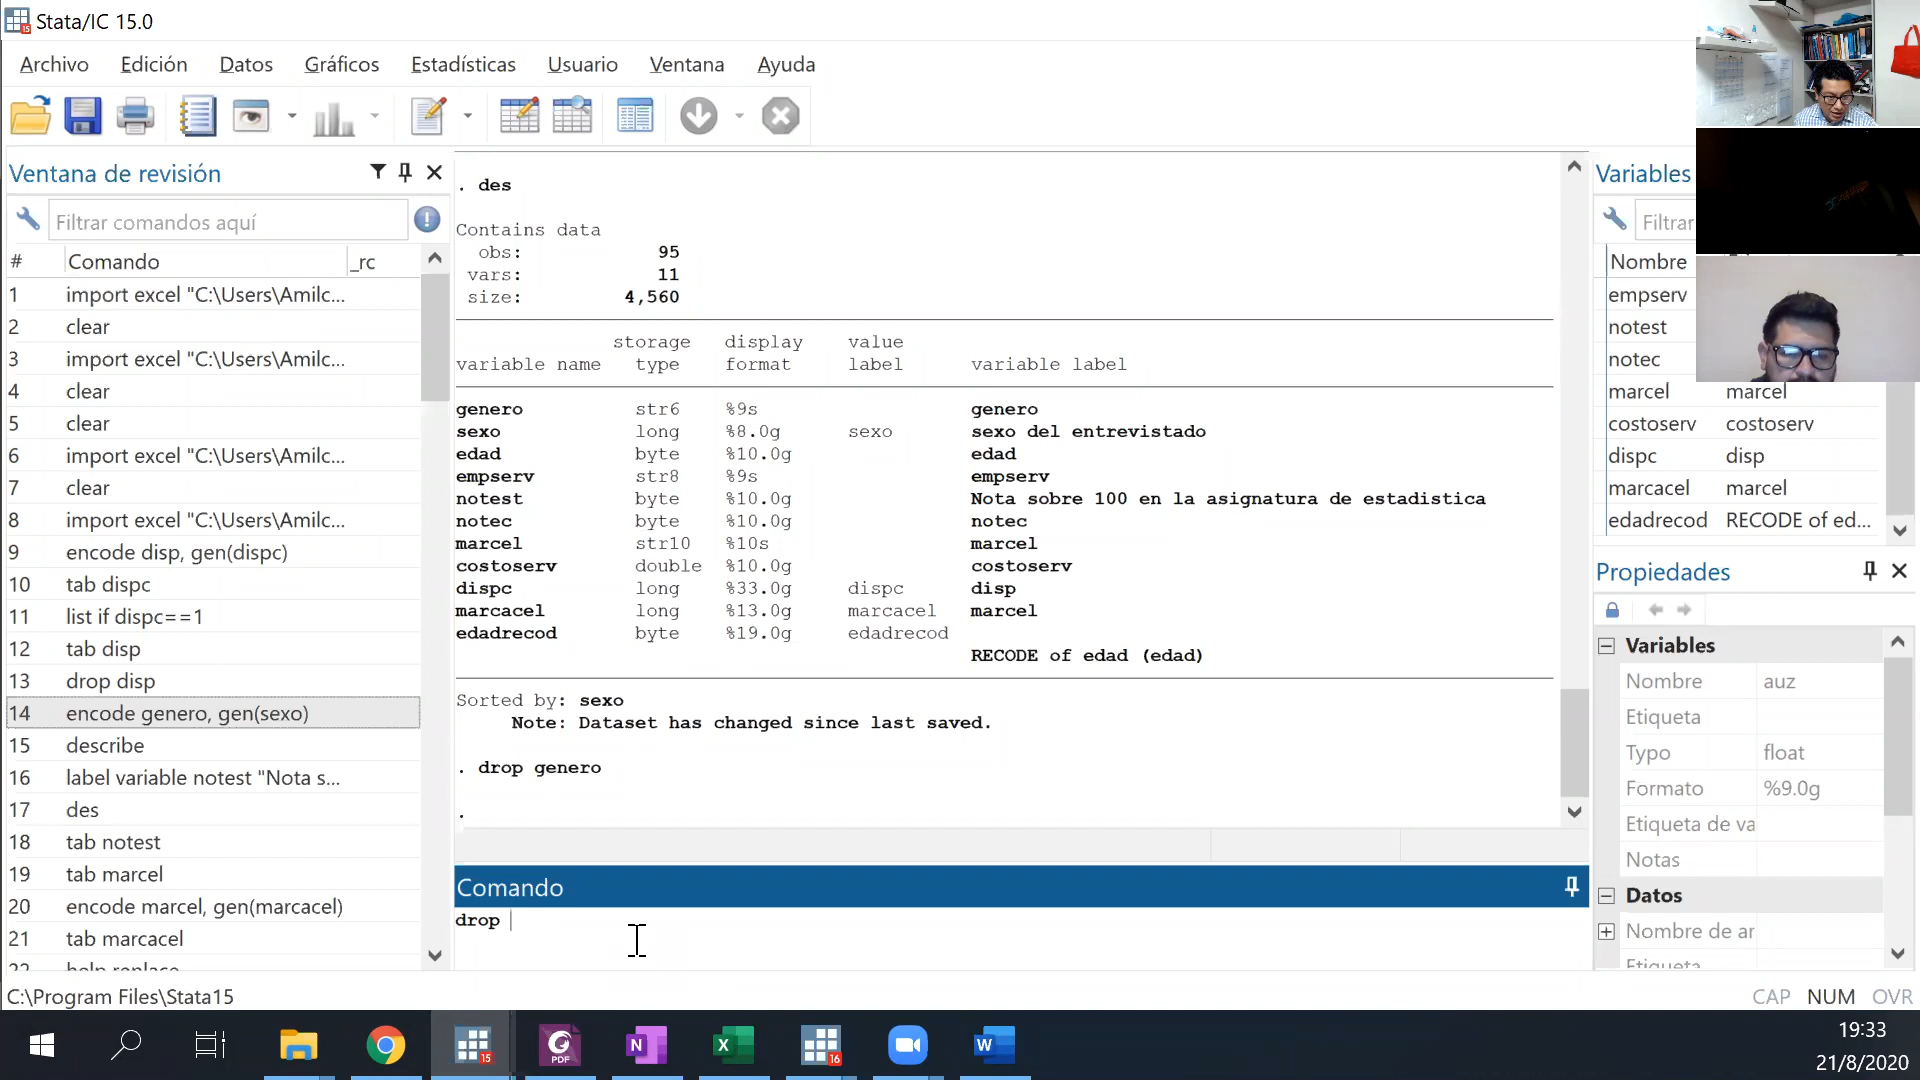 Stata/IC 15.0
Archivo Edición Datos Gráficos Estadísticas Usuario Ventana Ayuda
Ventana de revisión
Filtrar comandos aquí
# Comando _rc
1 import excel "C:\Users\Amilc...
2 clear
3 import excel "C:\Users\Amilc...
4 clear
5 clear
6 import excel "C:\Users\Amilc...
7 clear
8 import excel "C:\Users\Amilc...
9 encode disp, gen(dispc)
10 tab dispc
11 list if dispc==1
12 tab disp
13 drop disp
14 encode genero, gen(sexo)
15 describe
16 label variable notest "Nota s...
17 des
18 tab notest
19 tab marcel
20 encode marcel, gen(marcacel)
21 tab marcacel
22 help replace
. des
Contains data
obs: 95
vars: 11
size: 4,560
storage display value
variable name type format label variable label
genero str6 %9s genero
sexo long %8.0g sexo sexo del entrevistado
edad byte %10.0g edad
empserv str8 %9s empserv
notest byte %10.0g Nota sobre 100 en la asignatura de estadistica
notec byte %10.0g notec
marcel str10 %10s marcel
costoserv double %10.0g costoserv
dispc long %33.0g dispc disp
marcacel long %13.0g marcacel marcel
edadrecod byte %19.0g edadrecod
RECODE of edad (edad)
Sorted by: sexo
Note: Dataset has changed since last saved.
. drop genero
.
Comando
drop
Variables
Filtrar
Nombre
empserv
notest
notec
marcel marcel
costoserv costoserv
dispc disp
marcacel marcel
edadrecod RECODE of ed...
Propiedades
Variables
Nombre auz
Etiqueta
Typo float
Formato %9.0g
Etiqueta de va
Notas
Datos
Nombre de ar
Etiqueta
C:\Program Files\Stata15
CAP NUM OVR
15
PDF
N
X
16
W
19:33
21/8/2020